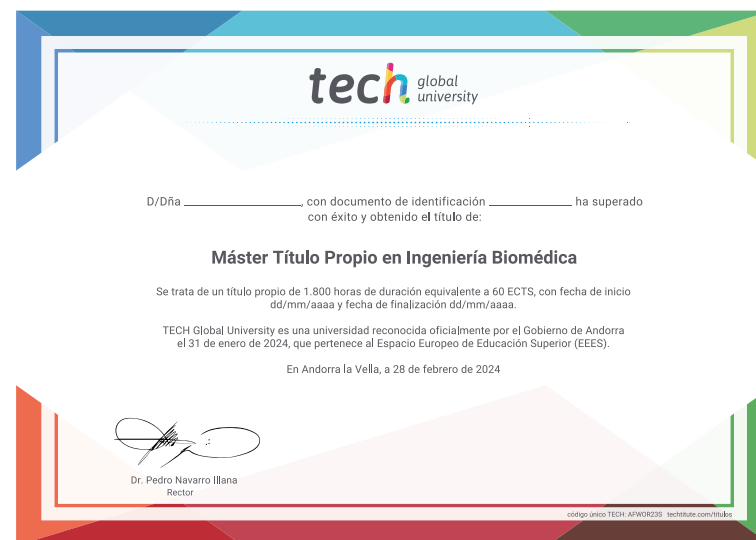 tech global
university
D/Dña ____________________, con documento de identificación ______________ ha superado
con éxito y obtenido el título de:
Máster Título Propio en Ingeniería Biomédica
Se trata de un título propio de 1.800 horas de duración equivalente a 60 ECTS, con fecha de inicio
dd/mm/aaaa y fecha de finalización dd/mm/aaaa.
TECH Global University es una universidad reconocida oficialmente por el Gobierno de Andorra
el 31 de enero de 2024, que pertenece al Espacio Europeo de Educación Superior (EEES).
En Andorra la Vella, a 28 de febrero de 2024
Dr. Pedro Navarro Illana
Rector
código único TECH: AFWOR23S techtitute.com/titulos